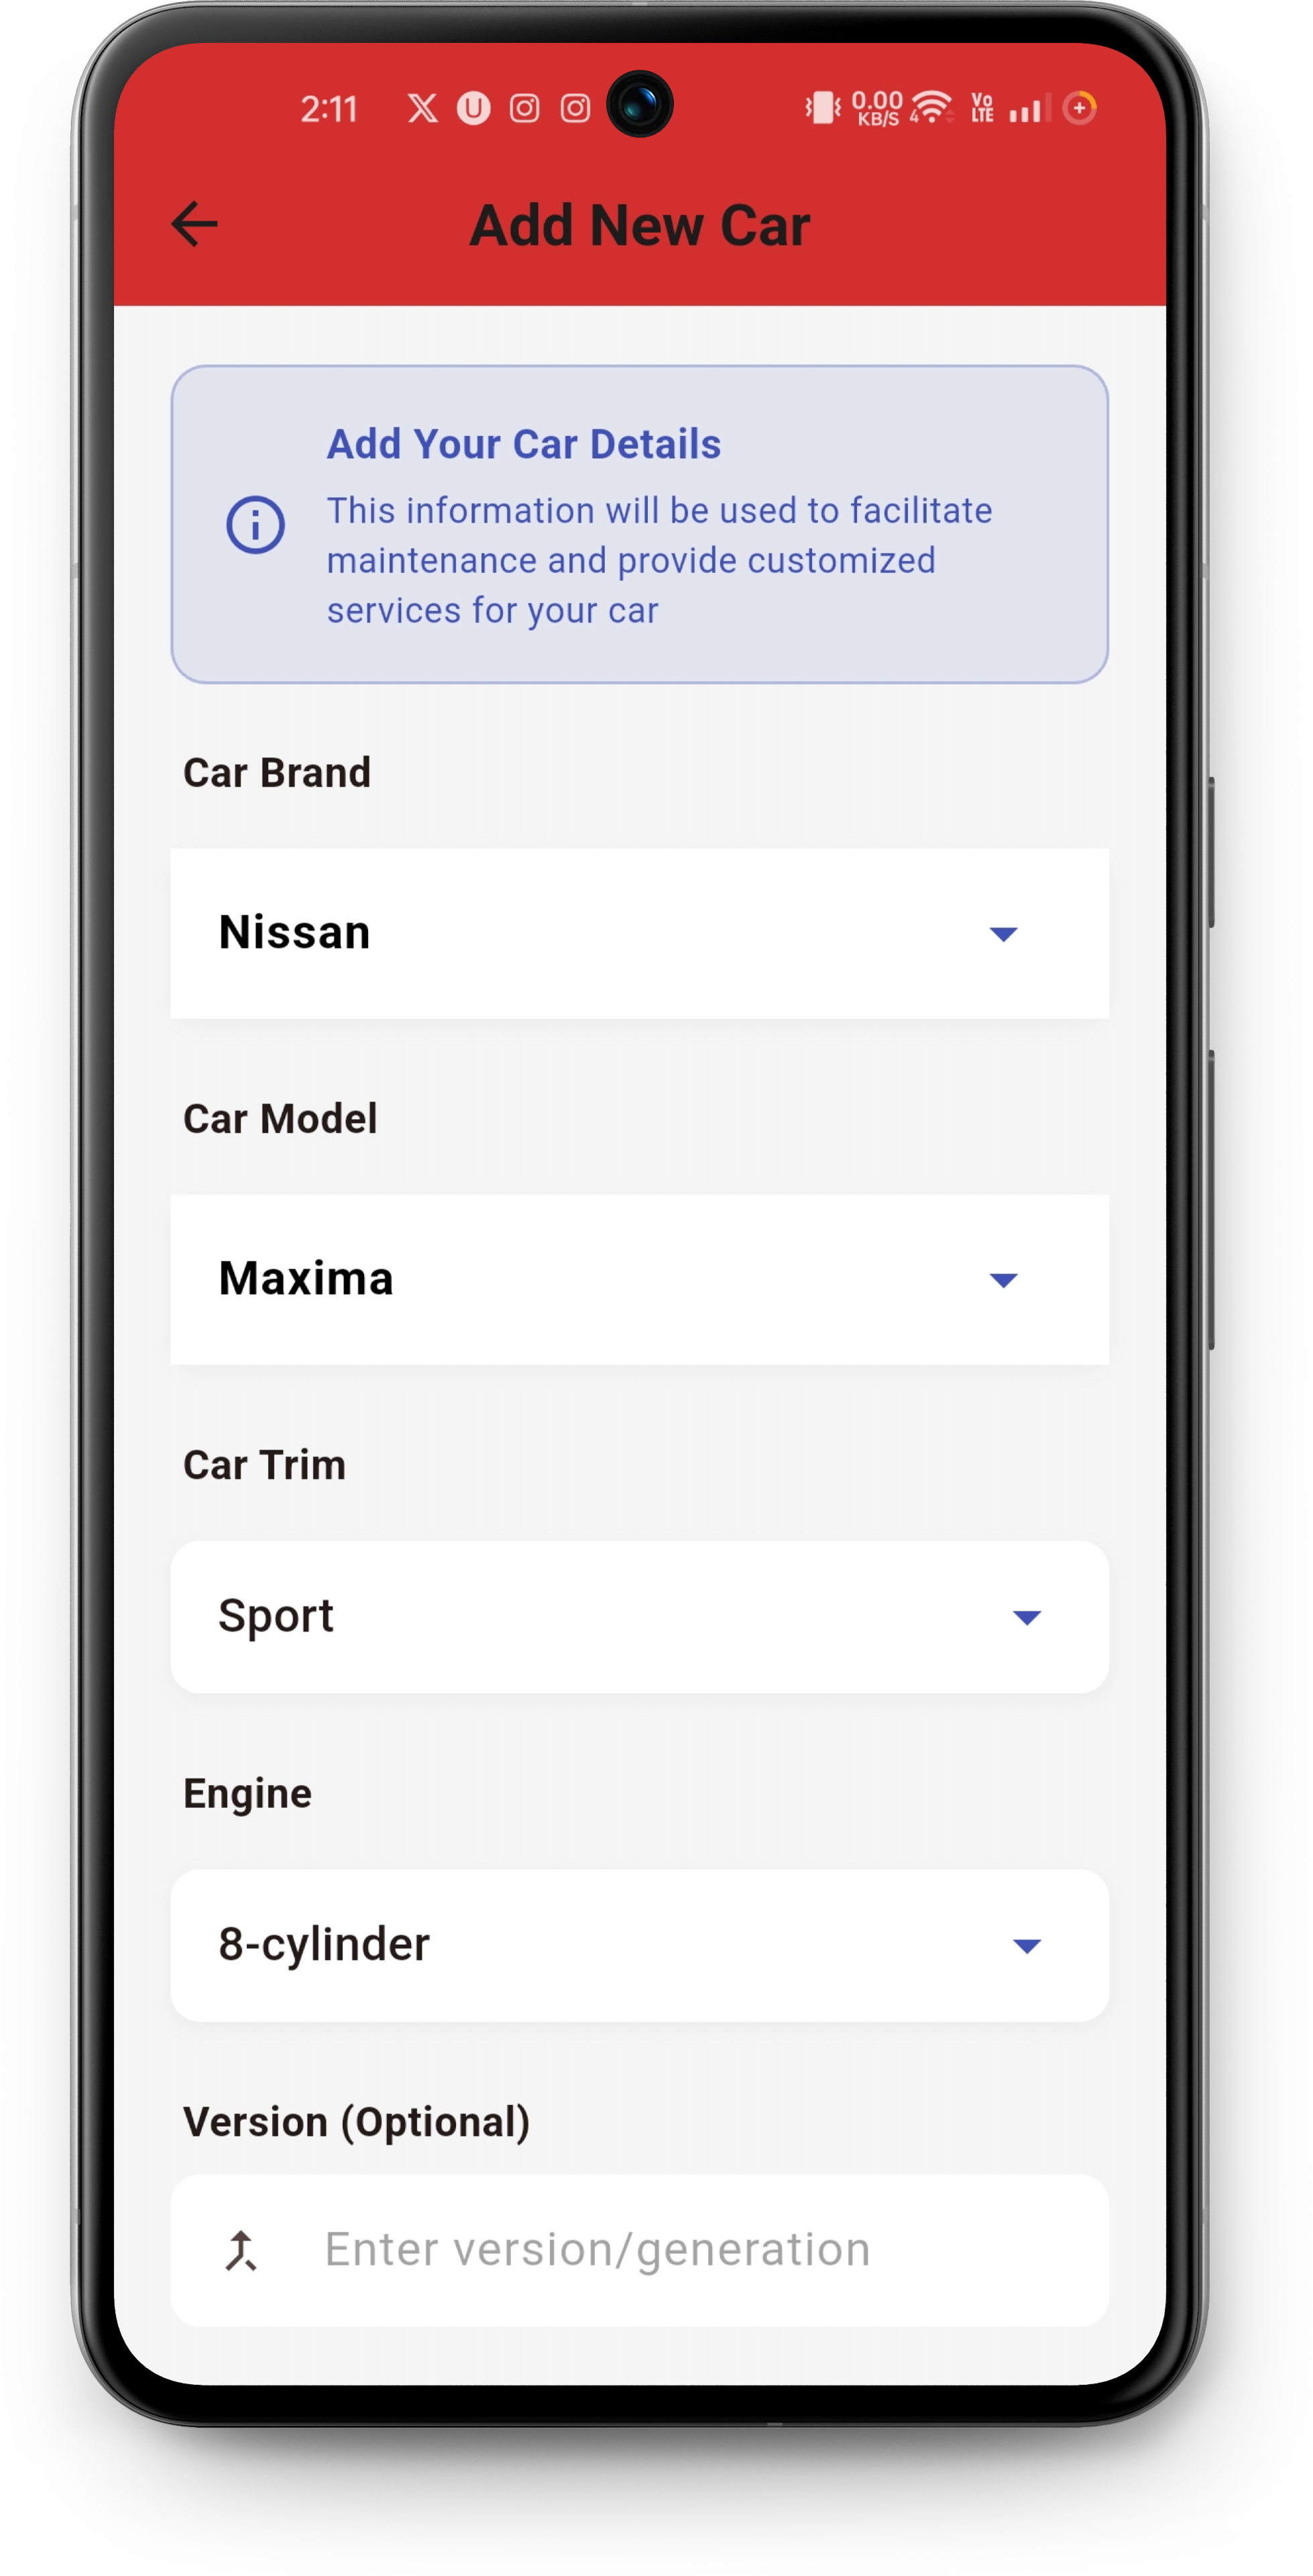 2:11
0.00
KB/S
4
Vo
LTE
Add New Car
Add Your Car Details
This information will be used to facilitate
maintenance and provide customized
services for your car
Car Brand
Nissan
Car Model
Maxima
Car Trim
Sport
Engine
8-cylinder
Version (Optional)
Enter version/generation